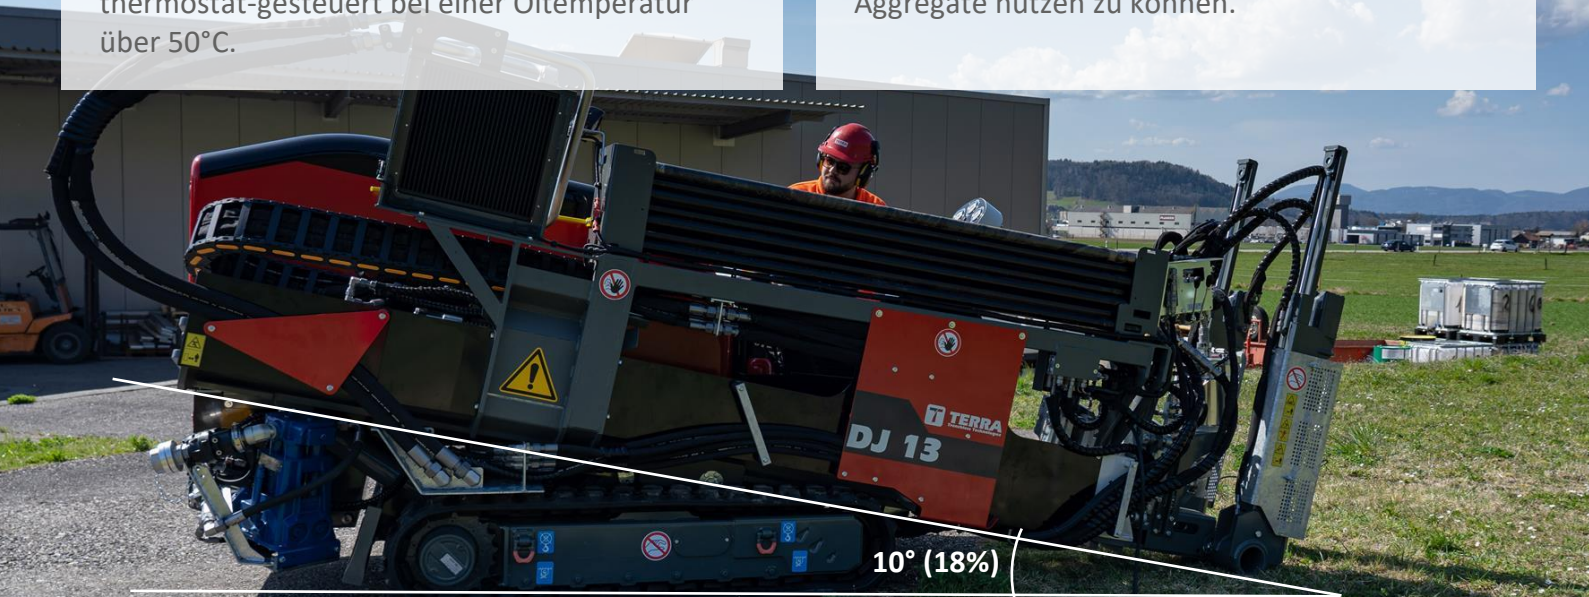 thermostat-gesteuert bei einer Öltemperatur
über 50°C.
Aggregate nutzen zu können.
TERRA
DJ 13
10° (18%)